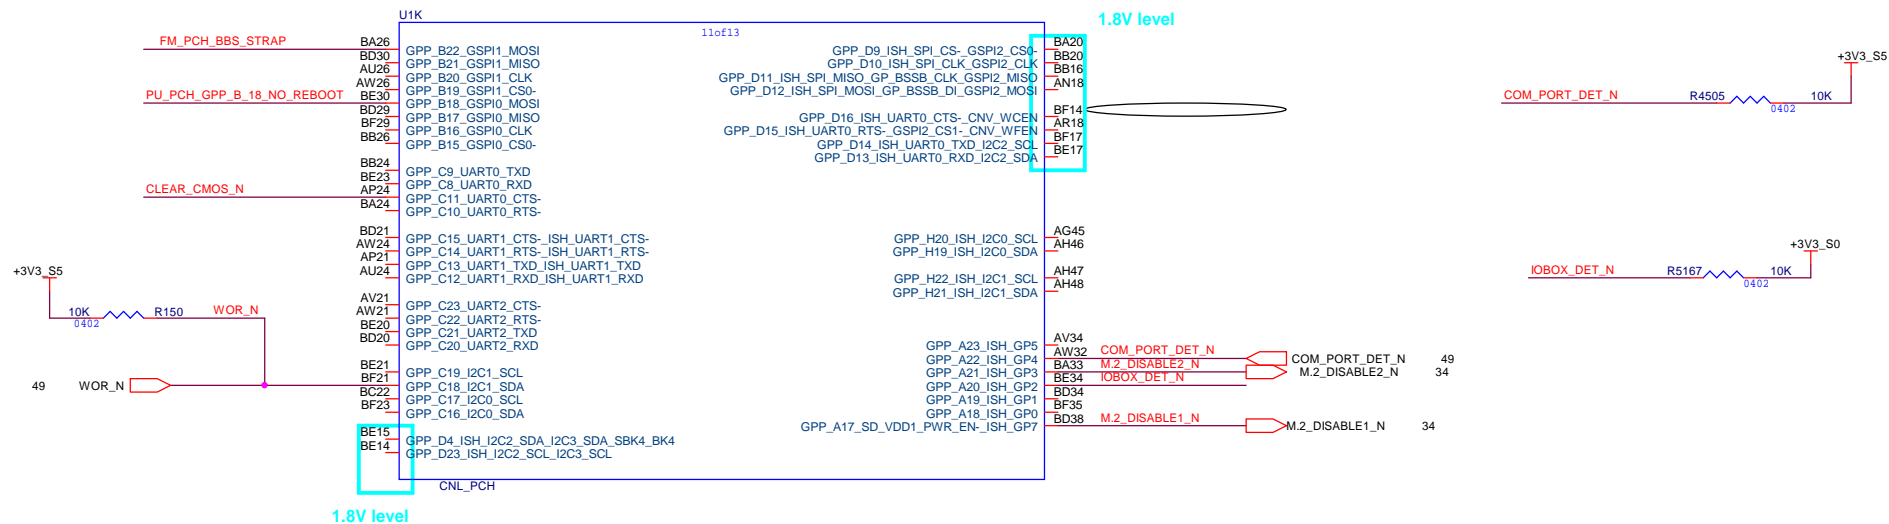 U1K
11of13
1.8V level
FM_PCH_BBS_STRAP
BA26
GPP_B22_GSPI1_MOSI
BD30
GPP_B21_GSPI1_MISO
AU26
GPP_B20_GSPI1_CLK
AW26
GPP_B19_GSPI1_CS0-
PU_PCH_GPP_B_18_NO_REBOOT
BE30
GPP_B18_GSPI0_MOSI
BD29
GPP_B17_GSPI0_MISO
BF29
GPP_B16_GSPI0_CLK
BB26
GPP_B15_GSPI0_CS0-
BB24
GPP_C9_UART0_TXD
BE23
GPP_C8_UART0_RXD
CLEAR_CMOS_N
AP24
GPP_C11_UART0_CTS-
BA24
GPP_C10_UART0_RTS-
BD21
GPP_C15_UART1_CTS-_ISH_UART1_CTS-
AW24
GPP_C14_UART1_RTS-_ISH_UART1_RTS-
AP21
GPP_C13_UART1_TXD_ISH_UART1_TXD
AU24
GPP_C12_UART1_RXD_ISH_UART1_RXD
AV21
GPP_C23_UART2_CTS-
AW21
GPP_C22_UART2_RTS-
BE20
GPP_C21_UART2_TXD
BD20
GPP_C20_UART2_RXD
BE21
GPP_C19_I2C1_SCL
BF21
GPP_C18_I2C1_SDA
BC22
GPP_C17_I2C0_SCL
BF23
GPP_C16_I2C0_SDA
BE15
GPP_D4_ISH_I2C2_SDA_I2C3_SDA_SBK4_BK4
BE14
GPP_D23_ISH_I2C2_SCL_I2C3_SCL
CNL_PCH
1.8V level
+3V3_S5
10K
0402
R150
WOR_N
49 WOR_N
GPP_D9_ISH_SPI_CS-_GSPI2_CS0-
BA20
GPP_D10_ISH_SPI_CLK_GSPI2_CLK
BB20
GPP_D11_ISH_SPI_MISO_GP_BSSB_CLK_GSPI2_MISO
BB16
GPP_D12_ISH_SPI_MOSI_GP_BSSB_DI_GSPI2_MOSI
AN18
GPP_D16_ISH_UART0_CTS-_CNV_WCEN
BF14
GPP_D15_ISH_UART0_RTS-_GSPI2_CS1-_CNV_WFEN
AR18
GPP_D14_ISH_UART0_TXD_I2C2_SCL
BF17
GPP_D13_ISH_UART0_RXD_I2C2_SDA
BE17
GPP_H20_ISH_I2C0_SCL
AG45
GPP_H19_ISH_I2C0_SDA
AH46
GPP_H22_ISH_I2C1_SCL
AH47
GPP_H21_ISH_I2C1_SDA
AH48
GPP_A23_ISH_GP5
AV34
GPP_A22_ISH_GP4
AW32
COM_PORT_DET_N
COM_PORT_DET_N 49
GPP_A21_ISH_GP3
BA33
M.2_DISABLE2_N
M.2_DISABLE2_N 34
GPP_A20_ISH_GP2
BE34
IOBOX_DET_N
GPP_A19_ISH_GP1
BD34
GPP_A18_ISH_GP0
BF35
GPP_A17_SD_VDD1_PWR_EN-_ISH_GP7
BD38
M.2_DISABLE1_N
M.2_DISABLE1_N 34
+3V3_S5
COM_PORT_DET_N
R4505
10K
0402
+3V3_S0
IOBOX_DET_N
R5167
10K
0402